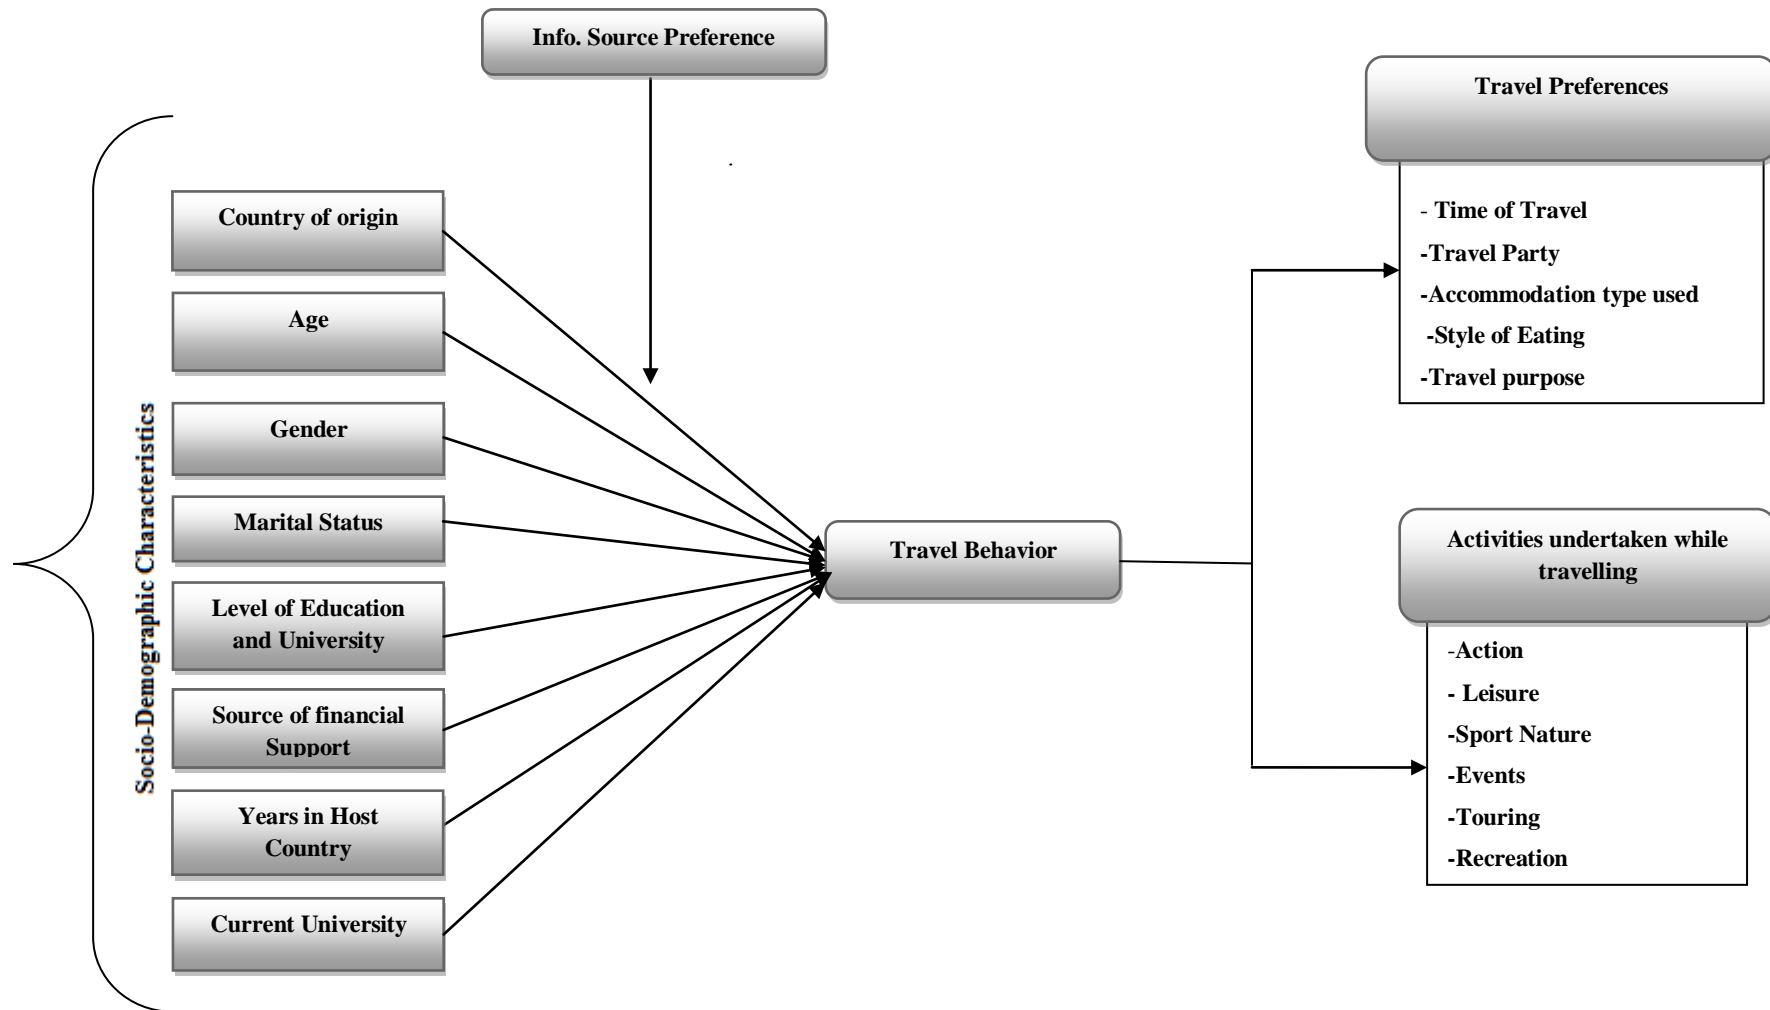 Info. Source Preference
Travel Preferences
- Time of Travel
-Travel Party
-Accommodation type used
-Style of Eating
-Travel purpose
Socio-Demographic Characteristics
Country of origin
Age
Gender
Marital Status
Level of Education
and University
Source of financial
Support
Years in Host
Country
Current University
Travel Behavior
Activities undertaken while
travelling
-Action
- Leisure
-Sport Nature
-Events
-Touring
-Recreation